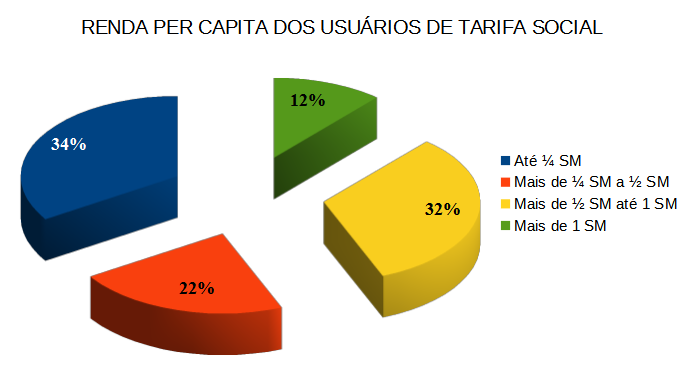 RENDA PER CAPITA DOS USUÁRIOS DE TARIFA SOCIAL
12%
34%
32%
22%
Até ¼ SM
Mais de ¼ SM a ½ SM
Mais de ½ SM até 1 SM
Mais de 1 SM